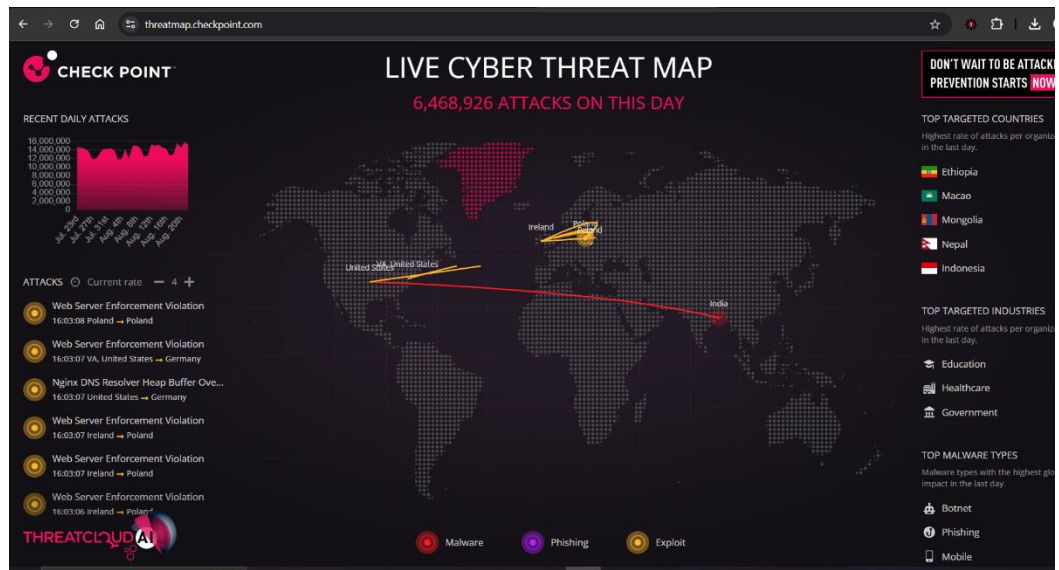 threatmap.checkpoint.com
CHECK POINT
LIVE CYBER THREAT MAP
6,468,926 ATTACKS ON THIS DAY
DON'T WAIT TO BE
PREVENTION STARTS NOW
RECENT DAILY ATTACKS
16,000,000
14,000,000
12,000,000
10,000,000
8,000,000
6,000,000
4,000,000
2,000,000
0
Jul. 23rd
Jul. 27th
Jul. 31st
Aug. 4th
Aug. 8th
Aug. 12th
Aug. 16th
Aug. 20th
ATTACKS Current rate — 4 +
Web Server Enforcement Violation
16:03:08 Poland → Poland
Web Server Enforcement Violation
16:03:07 VA, United States → Germany
Nginx DNS Resolver Heap Buffer Ove...
16:03:07 United States → Germany
Web Server Enforcement Violation
16:03:07 Ireland → Poland
Web Server Enforcement Violation
16:03:07 Ireland → Poland
Web Server Enforcement Violation
16:03:06 Ireland → Poland
THREATCLOUD AI
Ireland
Poland
Poland
United States
VA, United States
India
Malware
Phishing
Exploit
TOP TARGETED COUNTRIES
Highest rate of attacks per
in the last day.
Ethiopia
Macao
Mongolia
Nepal
Indonesia
TOP TARGETED INDUSTRIES
Highest rate of attacks per
in the last day.
Education
Healthcare
Government
TOP MALWARE TYPES
Malware types with the highest
impact in the last day.
Botnet
Phishing
Mobile